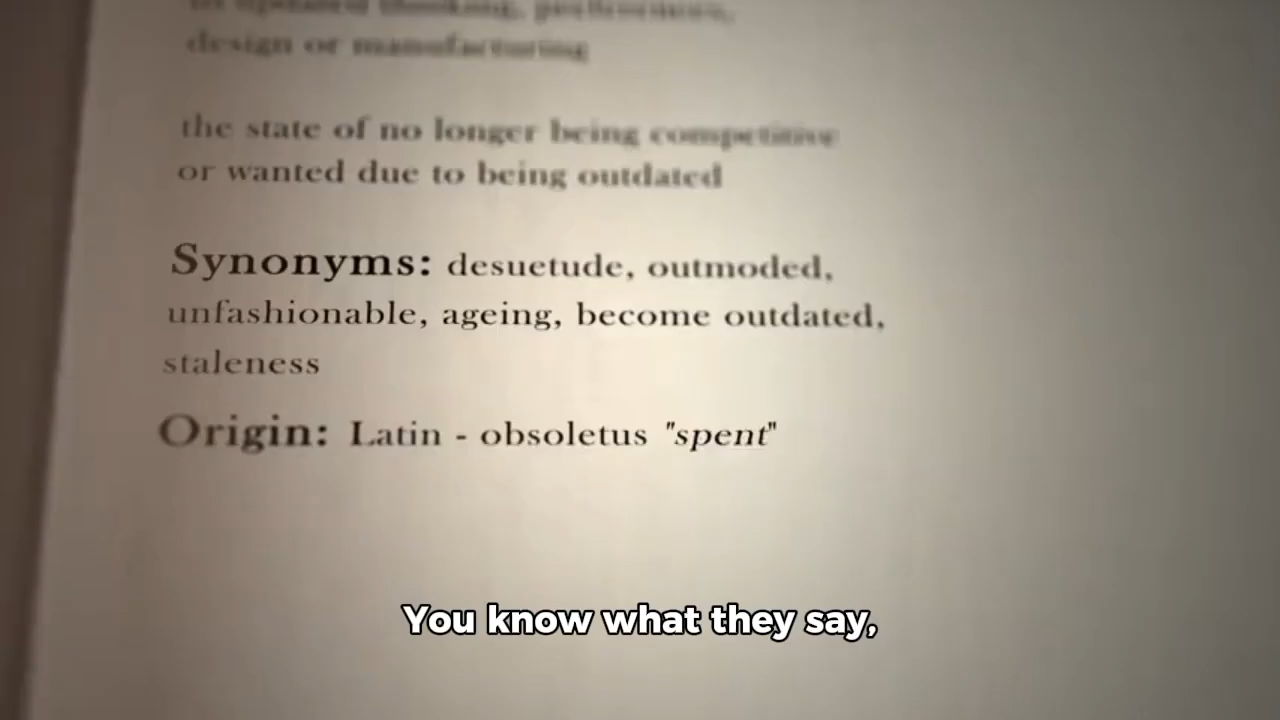 design or manufacturing
the state of no longer being competitive
or wanted due to being outdated
Synonyms: desuetude, outmoded,
unfashionable, ageing, become outdated,
staleness
Origin: Latin - obsoletus "spent"
You know what they say,